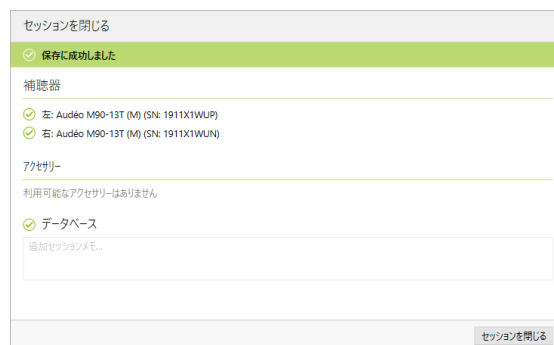 セッションを閉じる
保存に成功しました
補聴器
左: Audéo M90-13T (M) (SN: 1911X1WUP)
右: Audéo M90-13T (M) (SN: 1911X1WUN)
アクセサリー
利用可能なアクセサリーはありません
データベース
追加セッションメモ...
セッションを閉じる